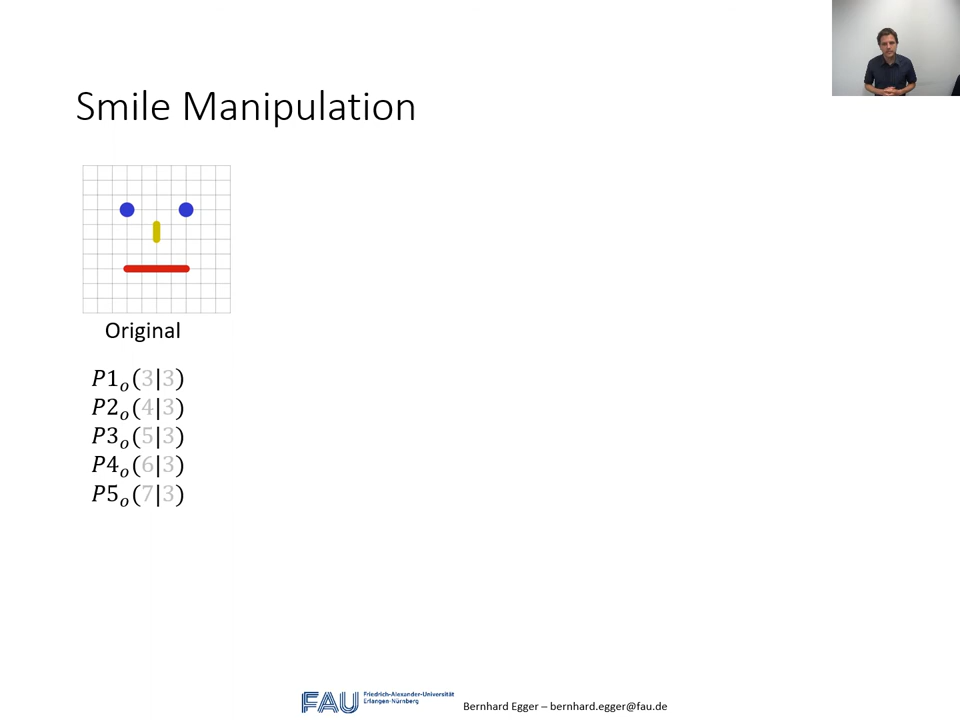 Smile Manipulation
Original
P1ₒ(3|3)
P2ₒ(4|3)
P3ₒ(5|3)
P4ₒ(6|3)
P5ₒ(7|3)
FAU Friedrich-Alexander-Universität
Erlangen-Nürnberg
Bernhard Egger – bernhard.egger@fau.de